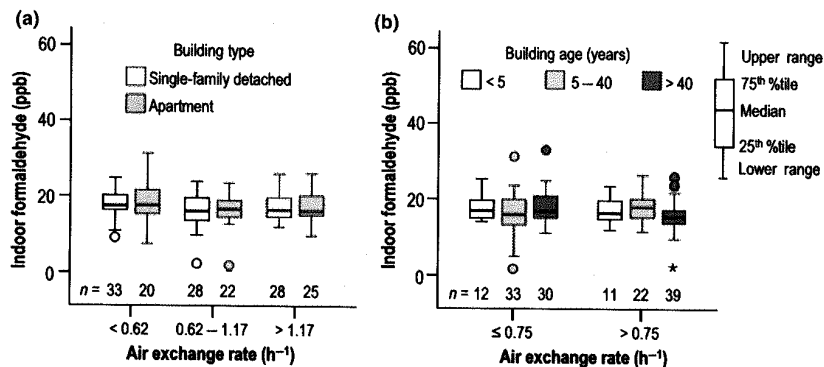 (a)
60
40
20
0
Indoor formaldehyde (ppb)
Building type
Single-family detached
Apartment
n = 33 20 28 22 28 25
< 0.62 0.62 – 1.17 > 1.17
Air exchange rate (h⁻¹)
(b)
60
40
20
0
Indoor formaldehyde (ppb)
Building age (years)
< 5 5 – 40 > 40
Upper range
75th %tile
Median
25th %tile
Lower range
*
n = 12 33 30 11 22 39
≤ 0.75 > 0.75
Air exchange rate (h⁻¹)